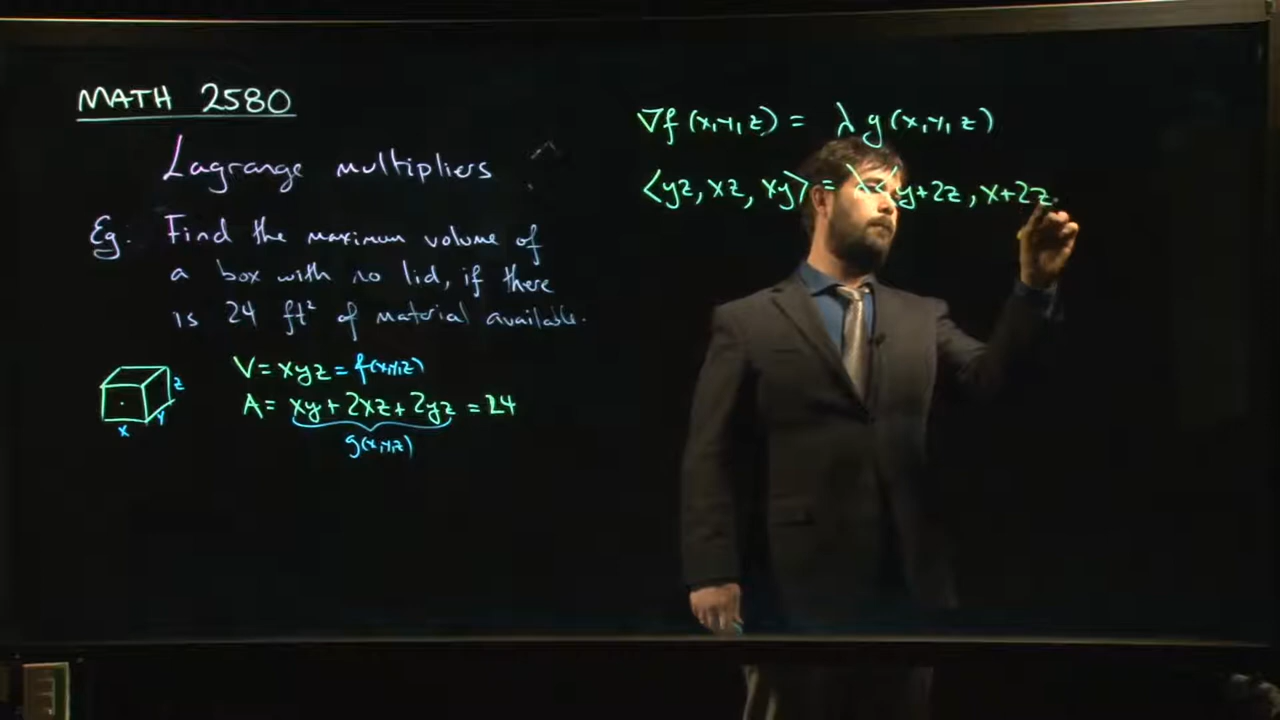 MATH 2580
Lagrange multipliers
Eg: Find the maximum volume of
a box with no lid, if there
is 24 ft² of material available.
V = xyz = f(x,y,z)
A = xy + 2xz + 2yz = 24
g(x,y,z)
x
y
z
∇f(x,y,z) = λ g(x,y,z)
⟨yz, xz, xy⟩ = λ⟨y+2z, x+2z